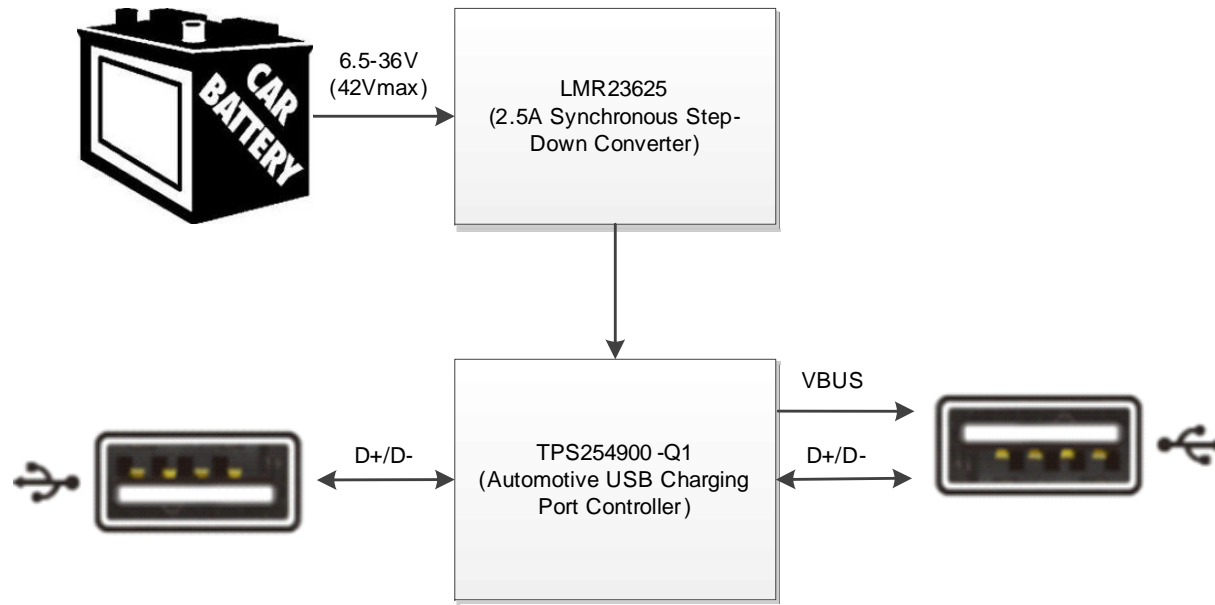 CAR
BATTERY
6.5-36V
(42Vmax)
LMR23625
(2.5A Synchronous Step-
Down Converter)
VBUS
D+/D-
TPS254900 -Q1
(Automotive USB Charging
Port Controller)
D+/D-